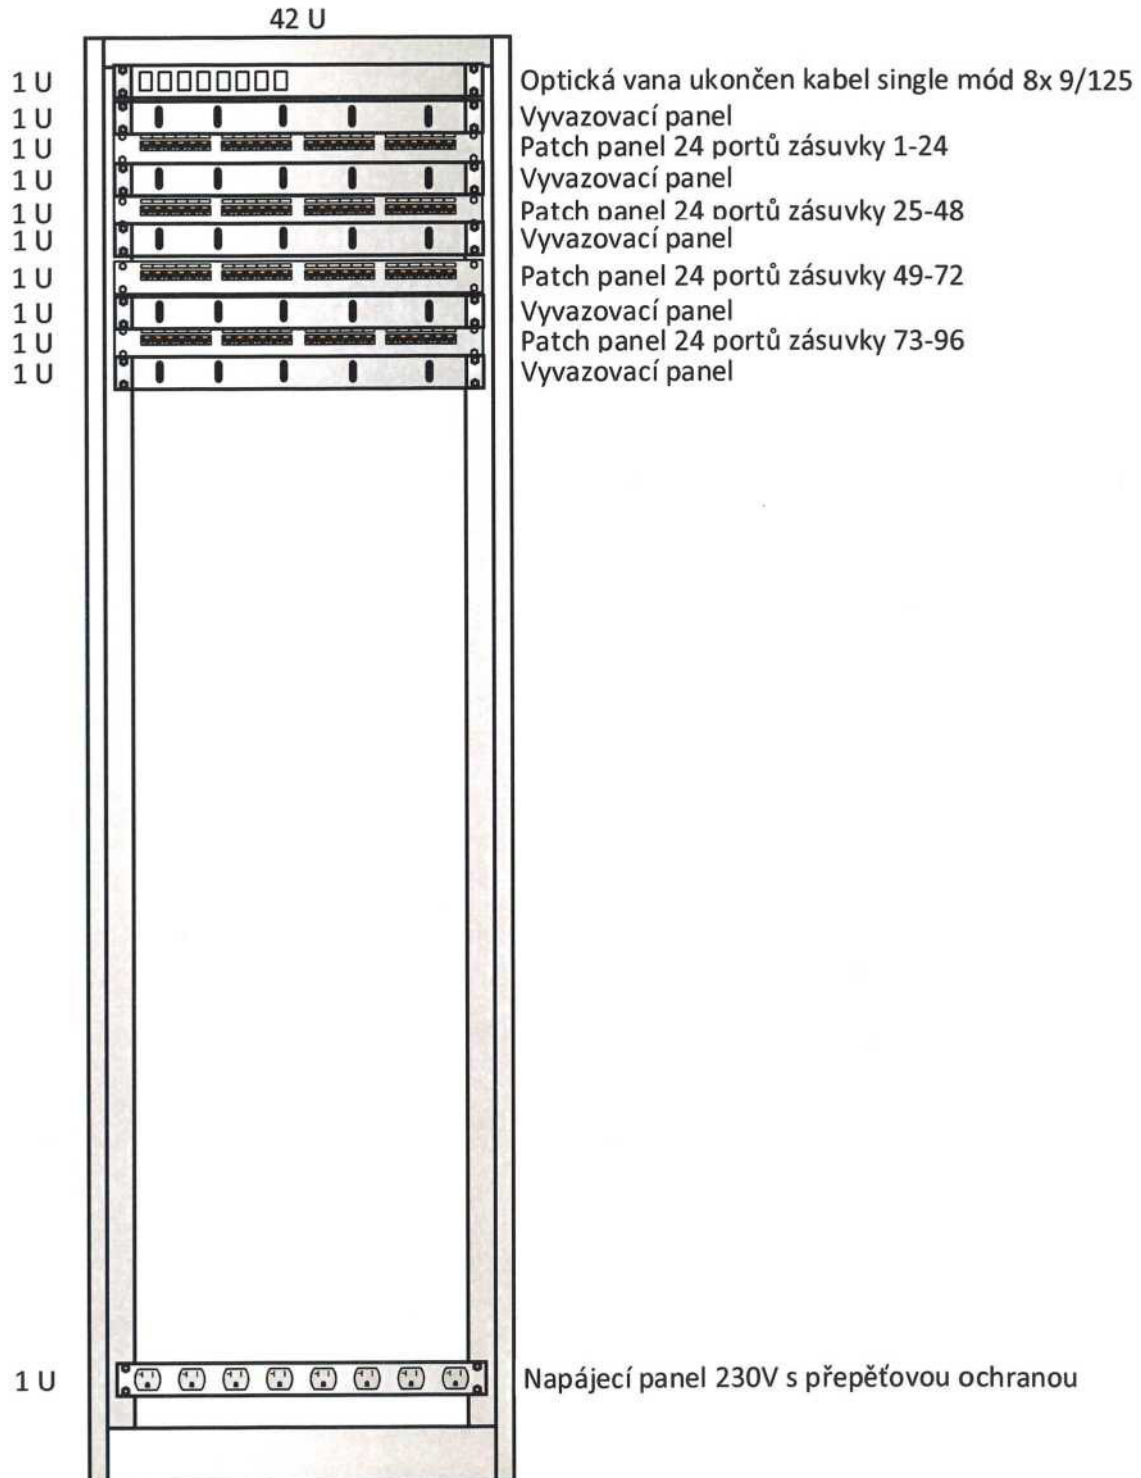 42 U
1 U Optická vana ukončen kabel single mód 8x 9/125
1 U Vyvazovací panel
1 U Patch panel 24 portů zásuvky 1-24
1 U Vyvazovací panel
1 U Patch panel 24 portů zásuvky 25-48
1 U Vyvazovací panel
1 U Patch panel 24 portů zásuvky 49-72
1 U Vyvazovací panel
1 U Patch panel 24 portů zásuvky 73-96
1 U Vyvazovací panel
1 U Napájecí panel 230V s přepěťovou ochranou